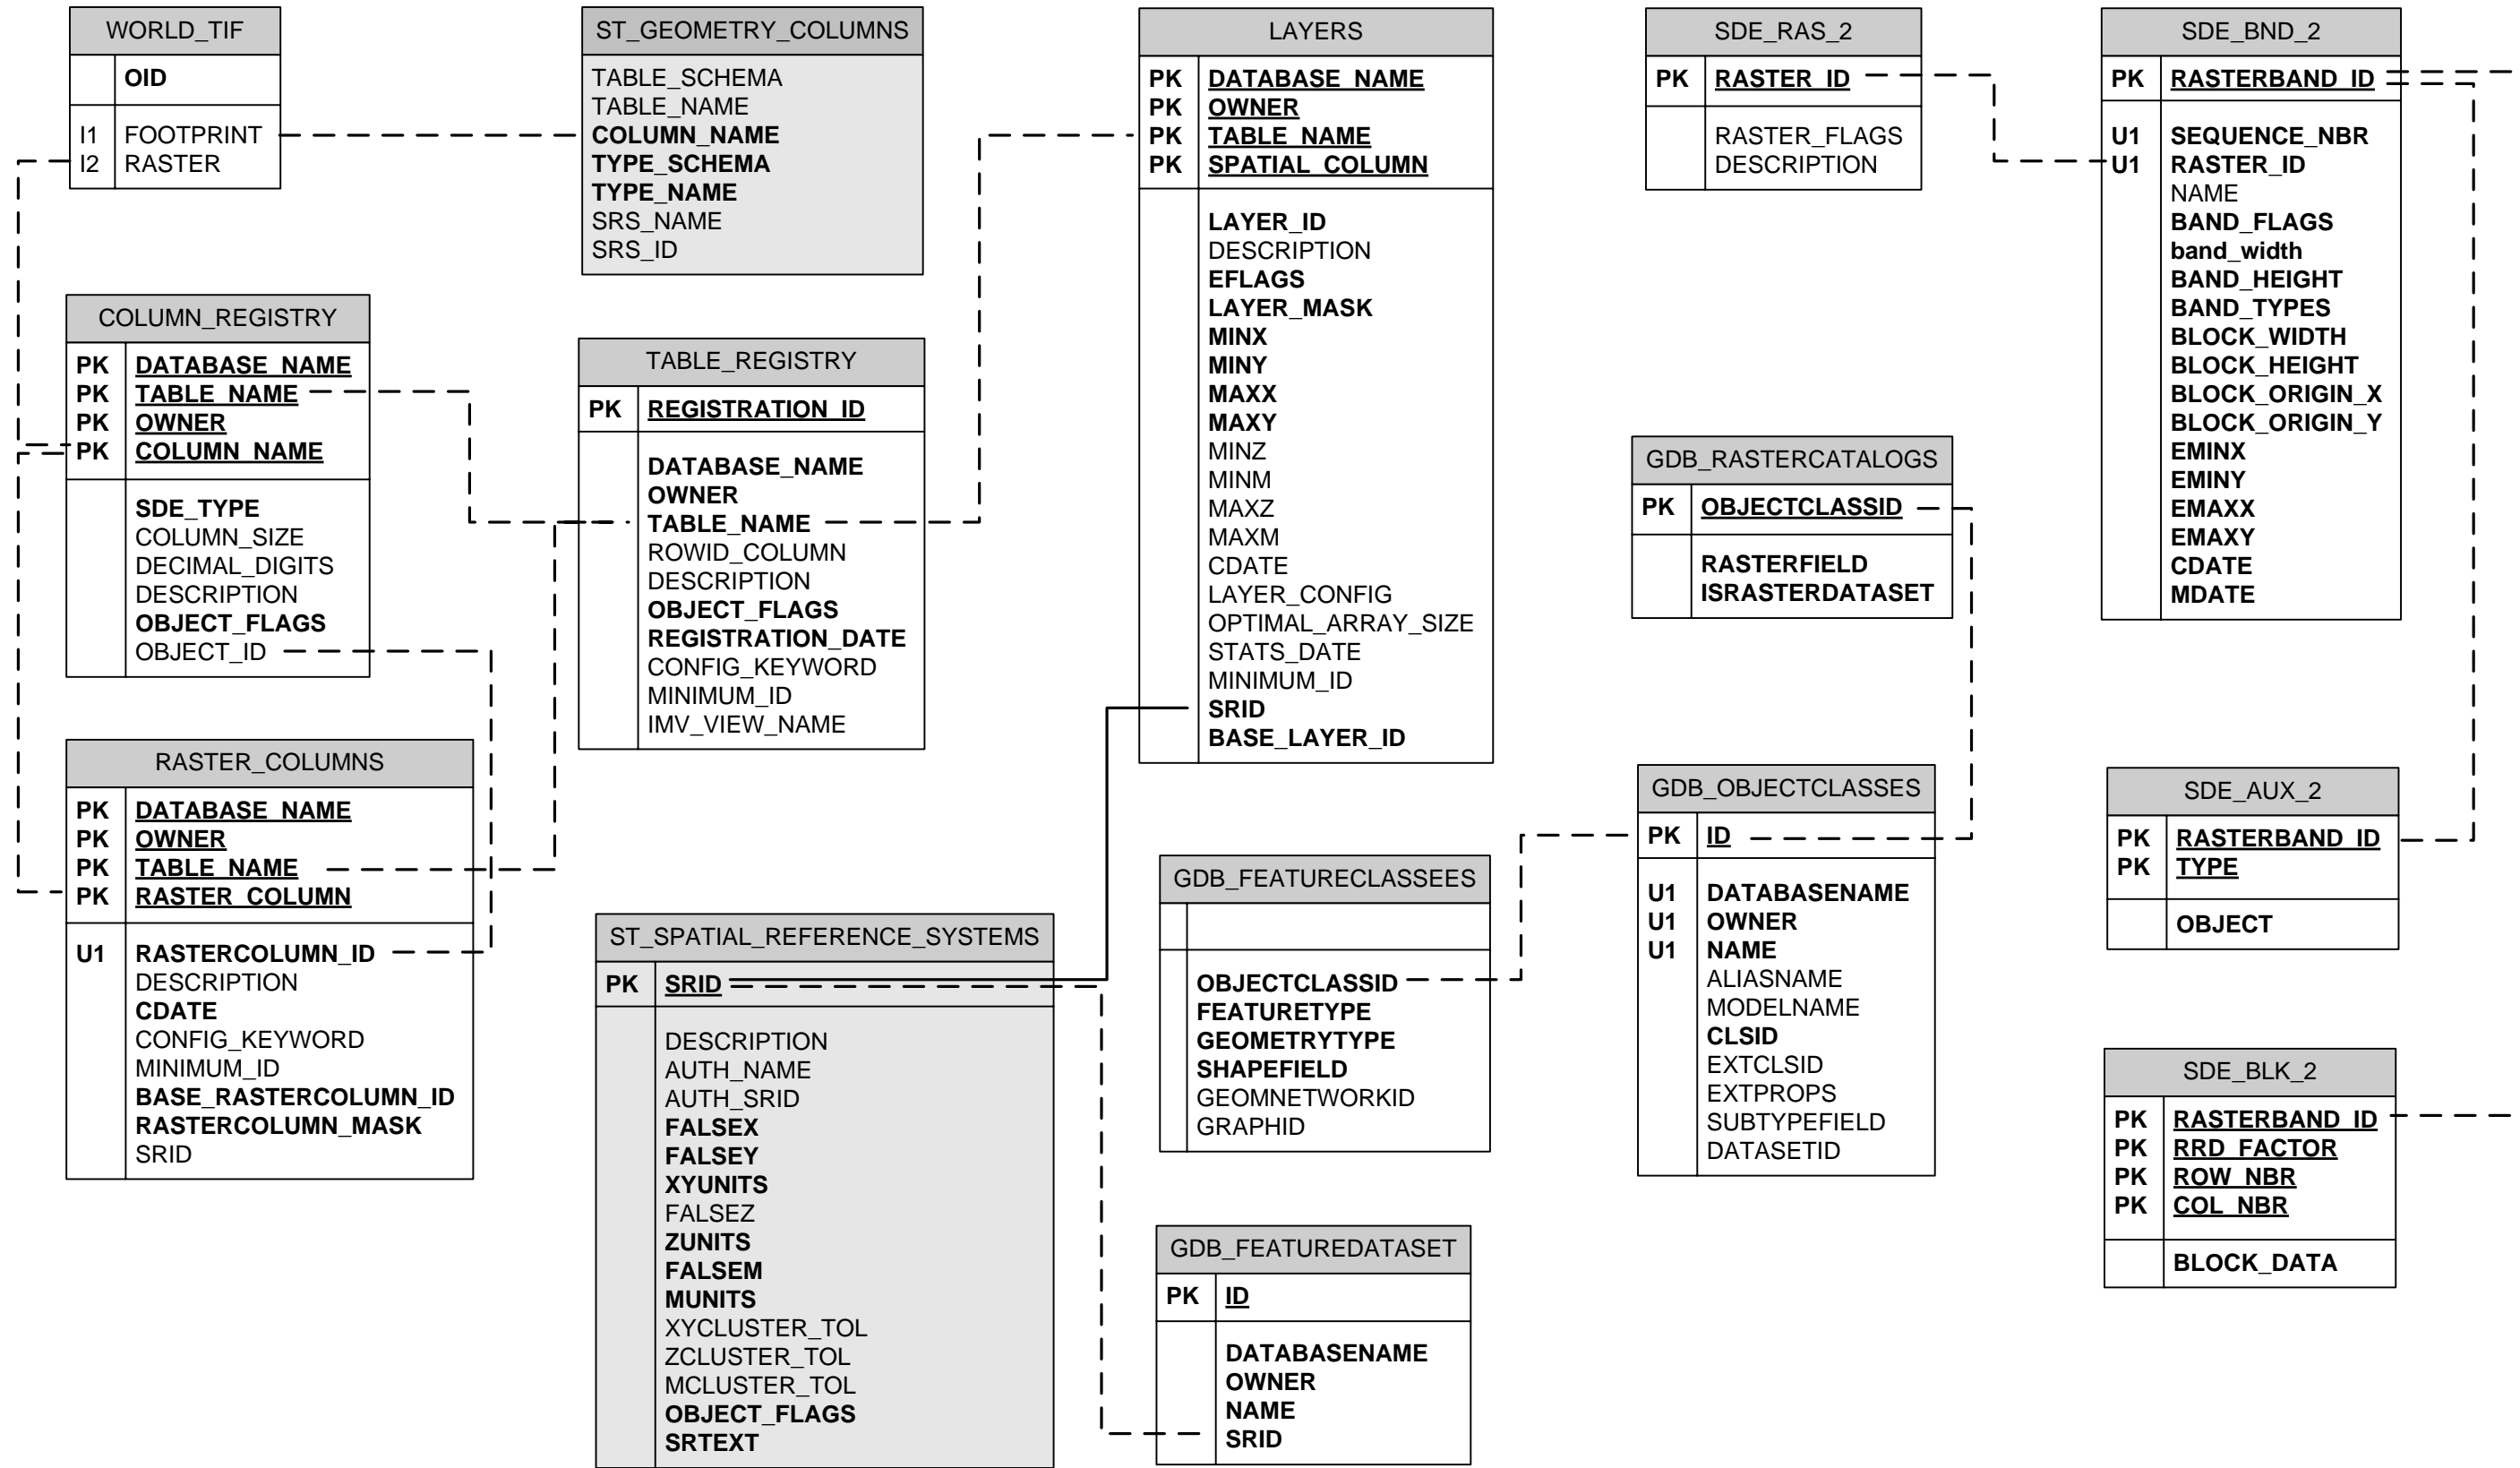 WORLD_TIF
OID
I1 FOOTPRINT
I2 RASTER
ST_GEOMETRY_COLUMNS
TABLE_SCHEMA
TABLE_NAME
COLUMN_NAME
TYPE_SCHEMA
TYPE_NAME
SRS_NAME
SRS_ID
LAYERS
PK DATABASE_NAME
PK OWNER
PK TABLE_NAME
PK SPATIAL_COLUMN
LAYER_ID
DESCRIPTION
EFLAGS
LAYER_MASK
MINX
MINY
MAXX
MAXY
MINZ
MINM
MAXZ
MAXM
CDATE
LAYER_CONFIG
OPTIMAL_ARRAY_SIZE
STATS_DATE
MINIMUM_ID
SRID
BASE_LAYER_ID
SDE_RAS_2
PK RASTER_ID
RASTER_FLAGS
DESCRIPTION
SDE_BND_2
PK RASTERBAND_ID
U1 SEQUENCE_NBR
U1 RASTER_ID
NAME
BAND_FLAGS
band_width
BAND_HEIGHT
BAND_TYPES
BLOCK_WIDTH
BLOCK_HEIGHT
BLOCK_ORIGIN_X
BLOCK_ORIGIN_Y
EMINX
EMINY
EMAXX
EMAXY
CDATE
MDATE
COLUMN_REGISTRY
PK DATABASE_NAME
PK TABLE_NAME
PK OWNER
PK COLUMN_NAME
SDE_TYPE
COLUMN_SIZE
DECIMAL_DIGITS
DESCRIPTION
OBJECT_FLAGS
OBJECT_ID
TABLE_REGISTRY
PK REGISTRATION_ID
DATABASE_NAME
OWNER
TABLE_NAME
ROWID_COLUMN
DESCRIPTION
OBJECT_FLAGS
REGISTRATION_DATE
CONFIG_KEYWORD
MINIMUM_ID
IMV_VIEW_NAME
GDB_RASTERCATALOGS
PK OBJECTCLASSID
RASTERFIELD
ISRASTERDATASET
RASTER_COLUMNS
PK DATABASE_NAME
PK OWNER
PK TABLE_NAME
PK RASTER_COLUMN
U1 RASTERCOLUMN_ID
DESCRIPTION
CDATE
CONFIG_KEYWORD
MINIMUM_ID
BASE_RASTERCOLUMN_ID
RASTERCOLUMN_MASK
SRID
ST_SPATIAL_REFERENCE_SYSTEMS
PK SRID
DESCRIPTION
AUTH_NAME
AUTH_SRID
FALSEX
FALSEY
XYUNITS
FALSEZ
ZUNITS
FALSEM
MUNITS
XYCLUSTER_TOL
ZCLUSTER_TOL
MCLUSTER_TOL
OBJECT_FLAGS
SRTEXT
GDB_FEATURECLASSEES
OBJECTCLASSID
FEATURETYPE
GEOMETRYTYPE
SHAPEFIELD
GEOMNETWORKID
GRAPHID
GDB_FEATUREDATASET
PK ID
DATABASENAME
OWNER
NAME
SRID
GDB_OBJECTCLASSES
PK ID
U1 DATABASENAME
U1 OWNER
U1 NAME
ALIASNAME
MODELNAME
CLSID
EXTCLSID
EXTPROPS
SUBTYPEFIELD
DATASETID
SDE_AUX_2
PK RASTERBAND_ID
PK TYPE
OBJECT
SDE_BLK_2
PK RASTERBAND_ID
PK RRD_FACTOR
PK ROW_NBR
PK COL_NBR
BLOCK_DATA